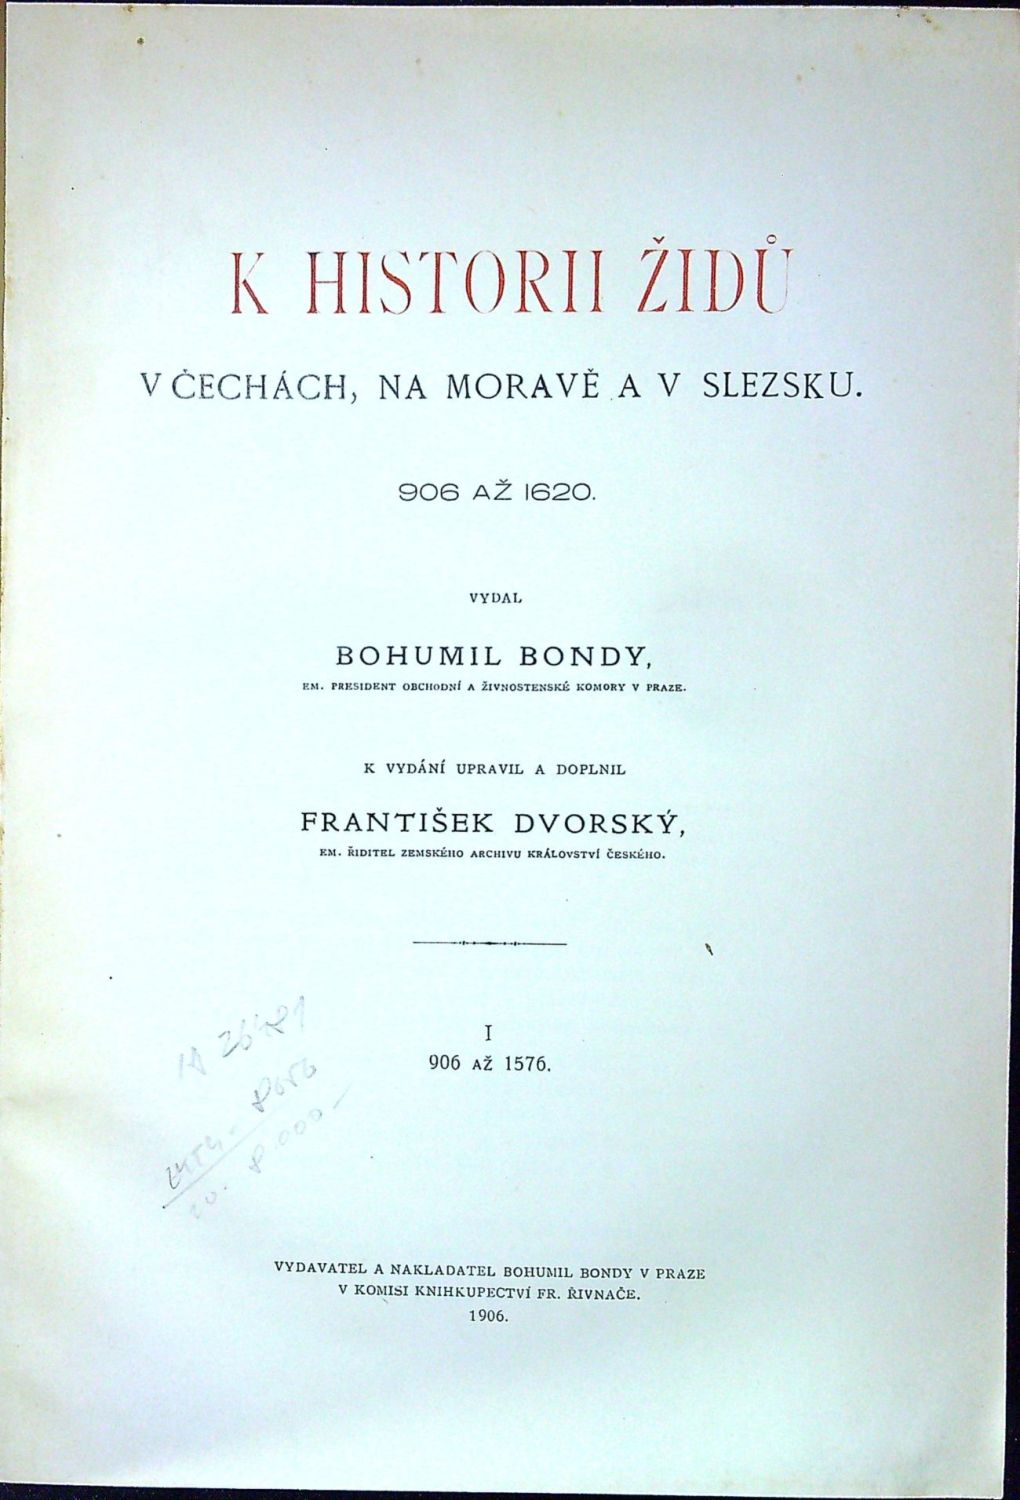 K HISTORII ŽIDŮ
V ČECHÁCH, NA MORAVĚ A V SLEZSKU.
906 AŽ 1620.
VYDAL
BOHUMIL BONDY,
EM. PRESIDENT OBCHODNÍ A ŽIVNOSTENSKÉ KOMORY V PRAZE.
K VYDÁNÍ UPRAVIL A DOPLNIL
FRANTIŠEK DVORSKÝ,
EM. ŘIDITEL ZEMSKÉHO ARCHIVU KRÁLOVSTVÍ ČESKÉHO.
I
906 AŽ 1576.
8.000 –
VYDAVATEL A NAKLADATEL BOHUMIL BONDY V PRAZE
V KOMISI KNIHKUPECTVÍ FR. ŘIVNAČE.
1906.